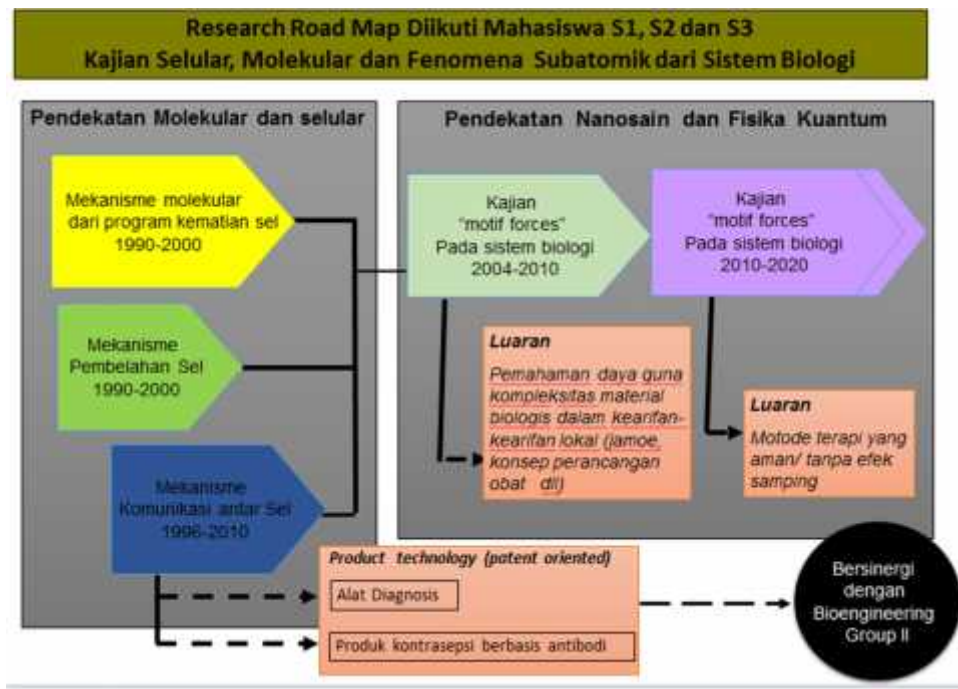 Research Road Map Diikuti Mahasiswa S1, S2 dan S3
Kajian Selular, Molekular dan Fenomena Subatomik dari Sistem Biologi
Pendekatan Molekular dan selular
Mekanisme molekular
dari program kematian sel
1990-2000
Mekanisme
Pembelahan Sel
1990-2000
Mekanisme
Komunikasi antar Sel
1996-2010
Pendekatan Nanosain dan Fisika Kuantum
Kajian
"motif forces"
Pada sistem biologi
2004-2010
Kajian
"motif forces"
Pada sistem biologi
2010-2020
Luaran
Pemahaman daya guna
kompleksitas material
biologis dalam kearifan-
kearifan lokal (jamoe,
konsep perancangan
obat dll)
Luaran
Motode terapi yang
aman/ tanpa efek
samping
Product technology (patent oriented)
Alat Diagnosis
Produk kontrasepsi berbasis antibodi
Bersinergi
dengan
Bioengineering
Group II